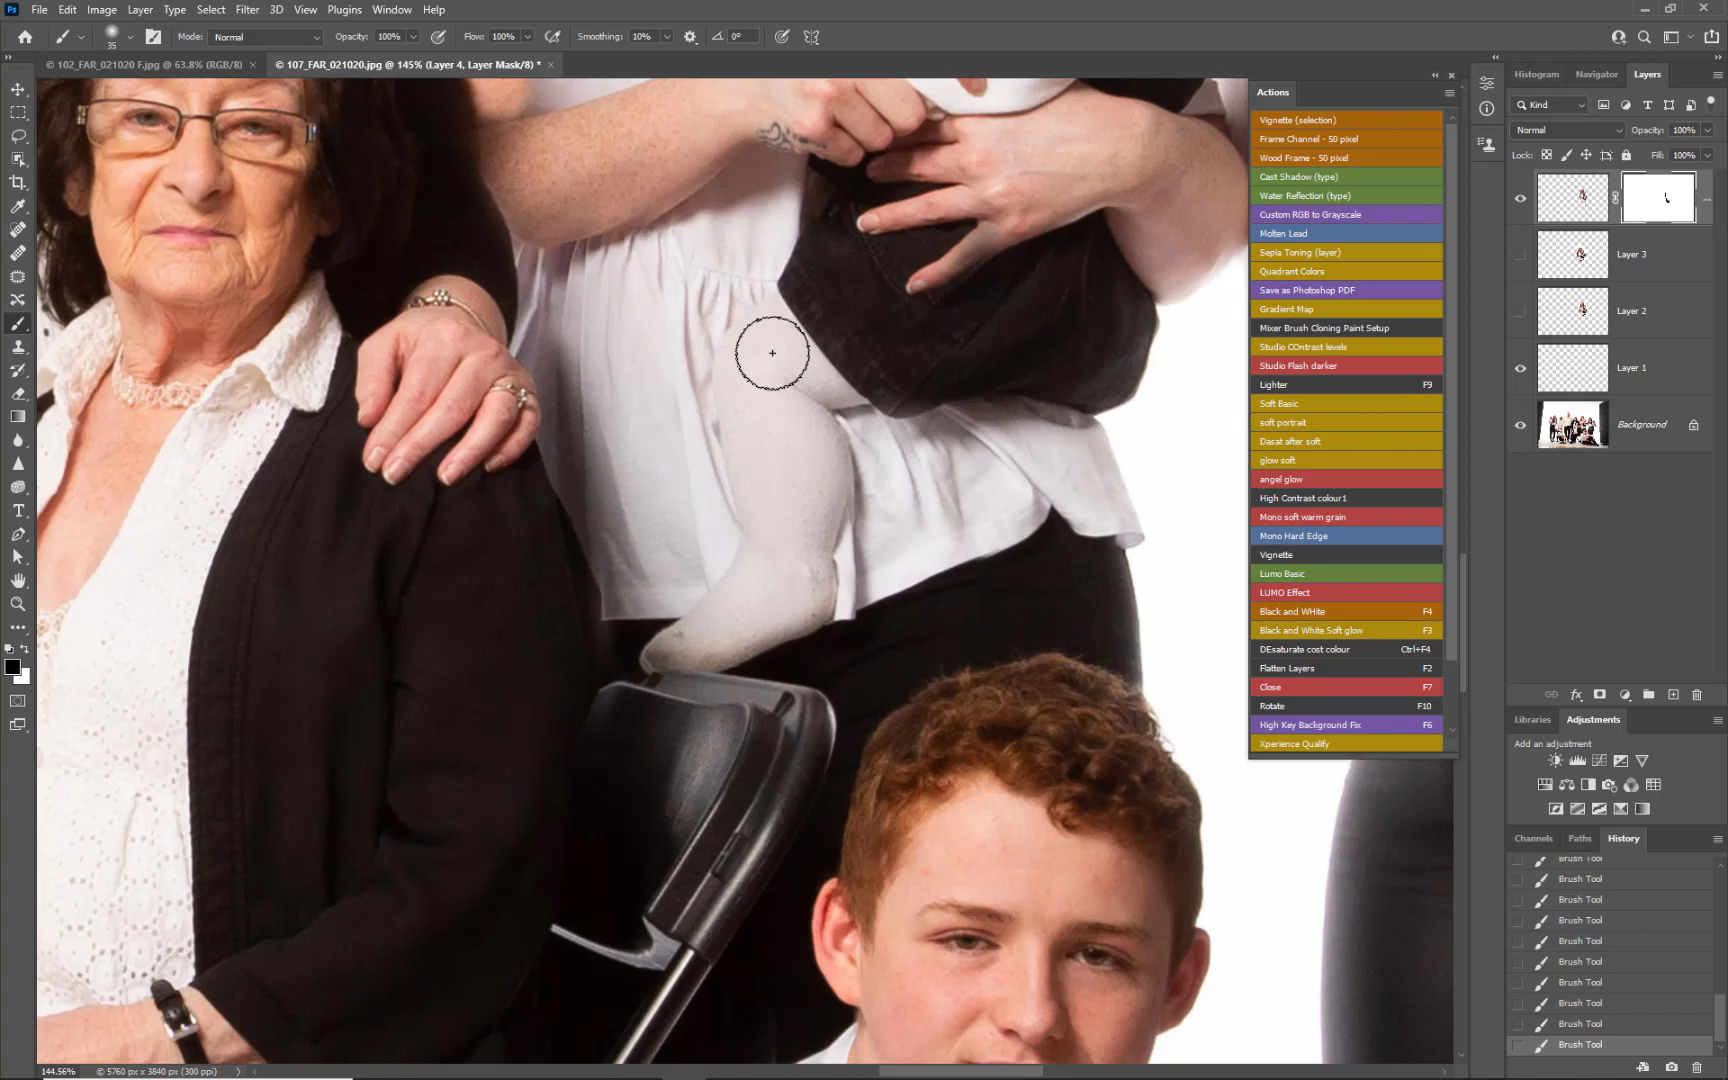 Ps File Edit Image Layer Type Select Filter 3D View Plugins Window Help
35 Mode: Normal Opacity: 100% Flow: 100% Smoothing: 10% 0°
© 102_FAR_021020 F.jpg @ 63.8% (RGB/8) × © 107_FAR_021020.jpg @ 145% (Layer 4, Layer Mask/8) * ×
Actions
Vignette (selection)
Frame Channel - 50 pixel
Wood Frame - 50 pixel
Cast Shadow (type)
Water Reflection (type)
Custom RGB to Grayscale
Molten Lead
Sepia Toning (layer)
Quadrant Colors
Save as Photoshop PDF
Gradient Map
Mixer Brush Cloning Paint Setup
Studio COntrast levels
Studio Flash darker
Lighter F9
Soft Basic
soft portrait
Dasat after soft
glow soft
angel glow
High Contrast colour1
Mono soft warm grain
Mono Hard Edge
Vignette
Lumo Basic
LUMO Effect
Black and WHite F4
Black and White Soft glow F3
DEsaturate cost colour Ctrl+F4
Flatten Layers F2
Close F7
Rotate F10
High Key Background Fix F6
Xperience Qualify
Histogram Navigator Layers
Kind
Normal Opacity: 100%
Lock: Fill: 100%
...
Layer 3
Layer 2
Layer 1
Background
fx
Libraries Adjustments
Add an adjustment
Channels Paths History
Brush Tool
Brush Tool
Brush Tool
Brush Tool
Brush Tool
Brush Tool
Brush Tool
Brush Tool
Brush Tool
Brush Tool
144.56% © 5760 px x 3840 px (300 ppi)